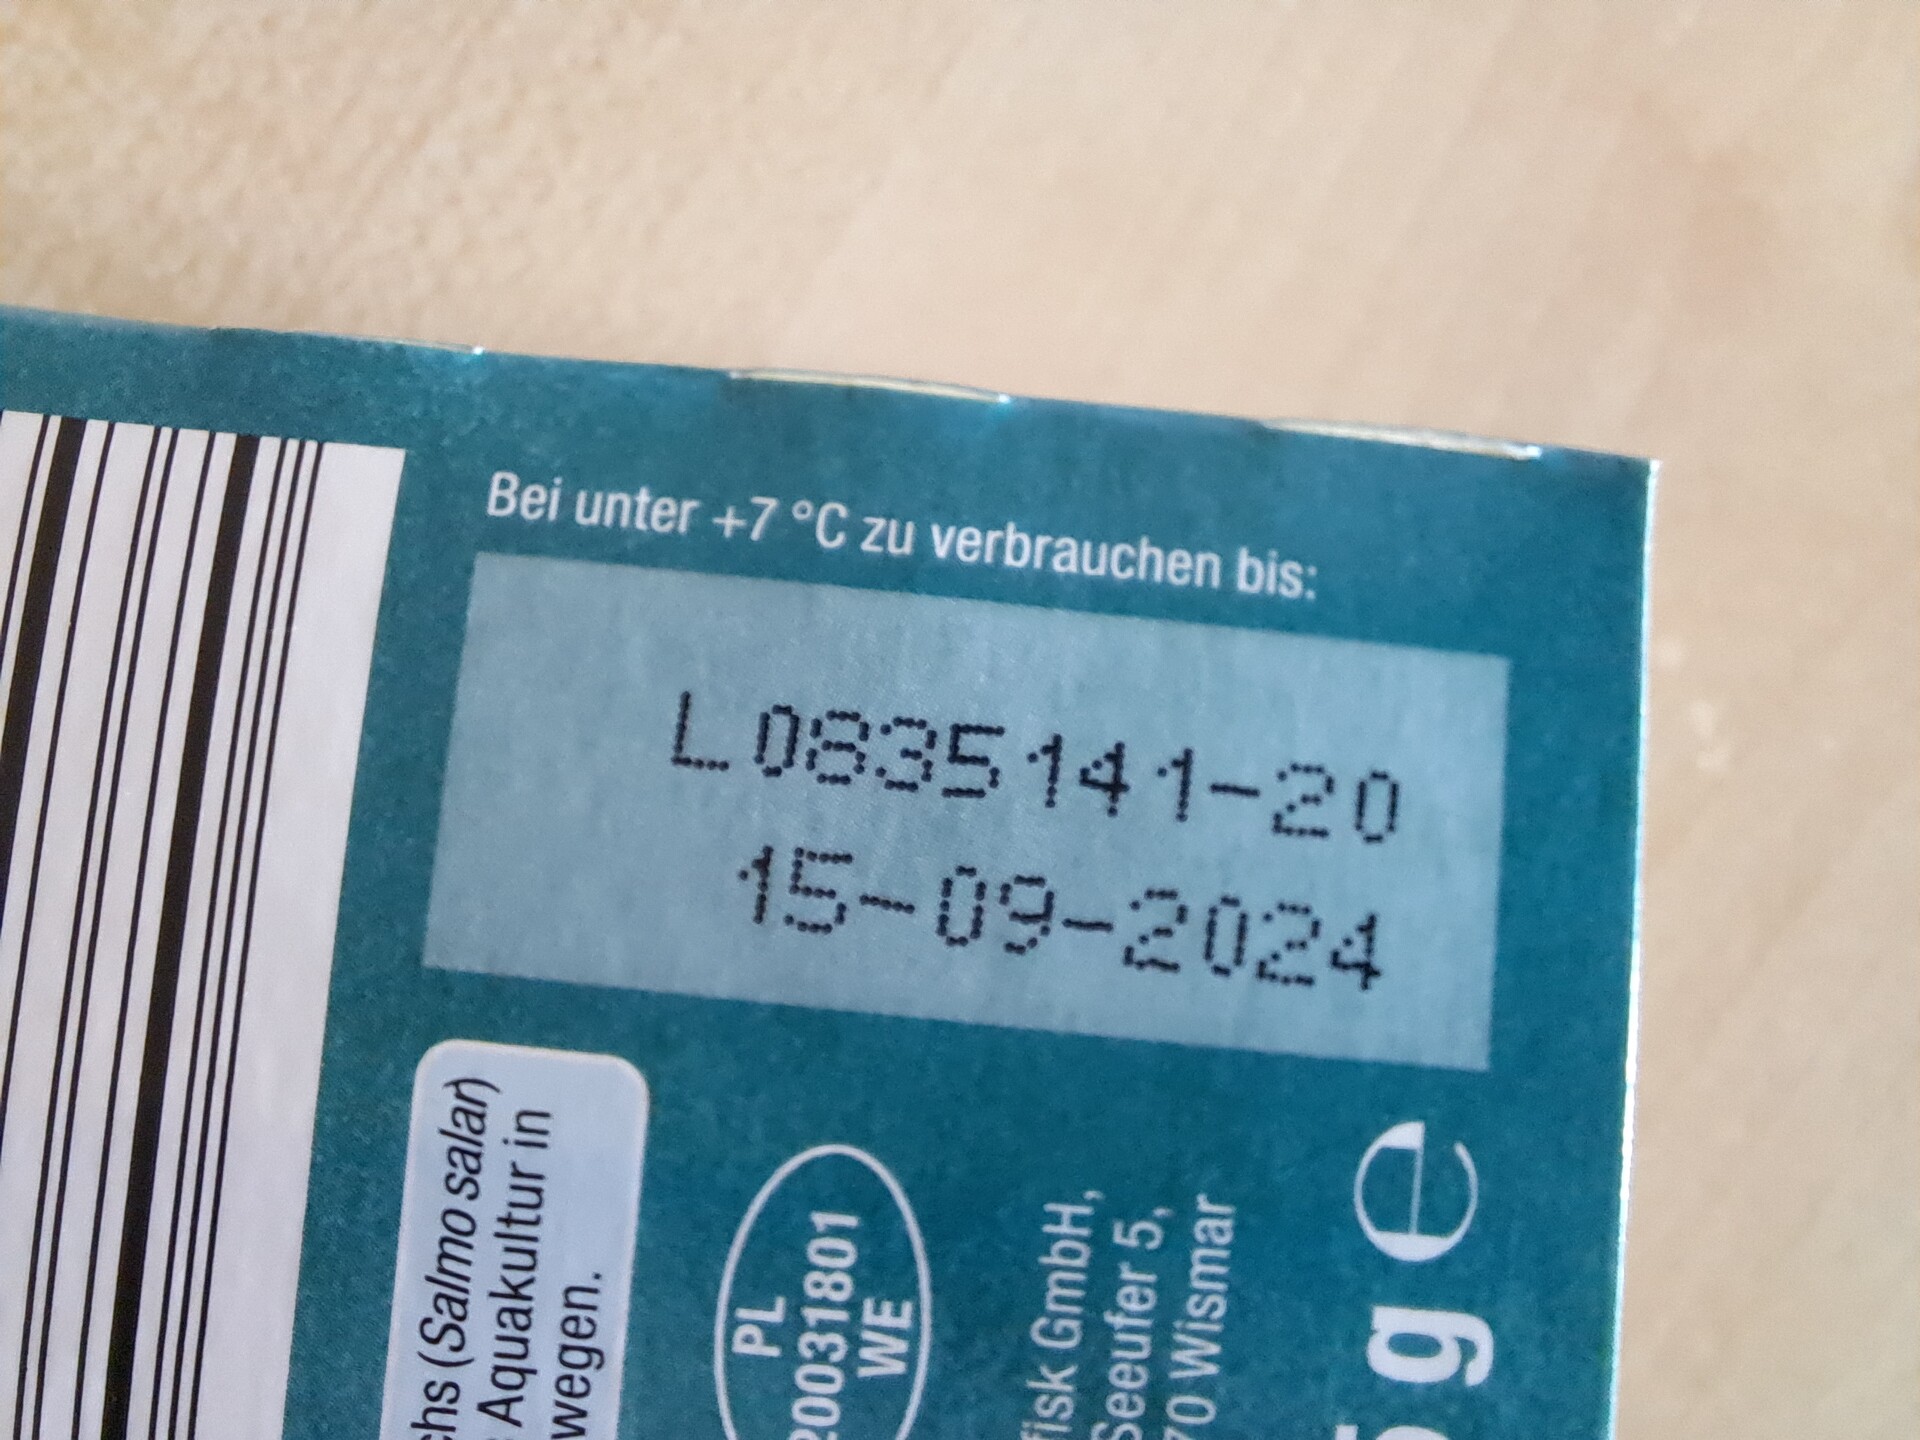 Bei unter +7 °C zu verbrauchen bis:
L0835141-20
15-09-2024
(Salmo salar)
Aquakultur in
PL
20031801
WE
GmbH,
Seeufer 5,
Wismar
g e